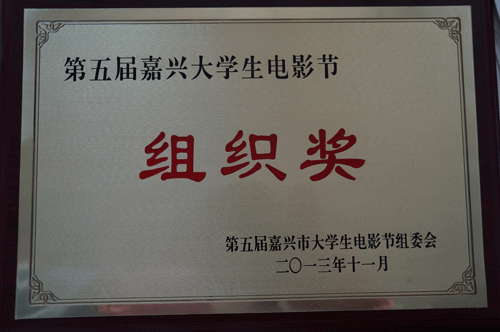 第五届嘉兴大学生电影节
组织奖
第五届嘉兴市大学生电影节组委会
二〇一三年十一月